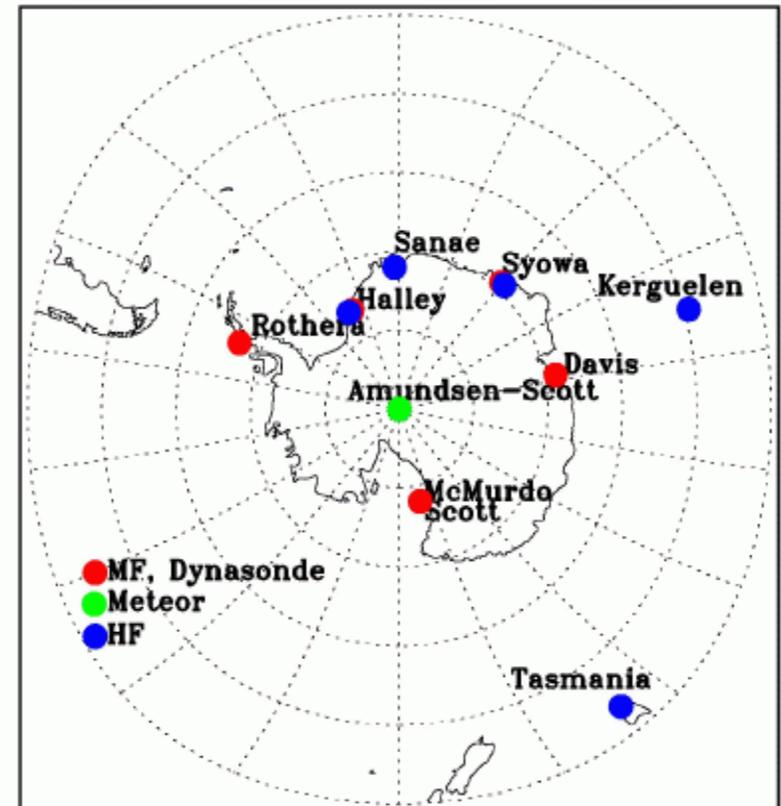 Sanae
Syowa
Kerguelen
Halley
Rothera
Davis
Amundsen-Scott
McMurdo
Scott
MF, Dynasonde
Meteor
HF
Tasmania